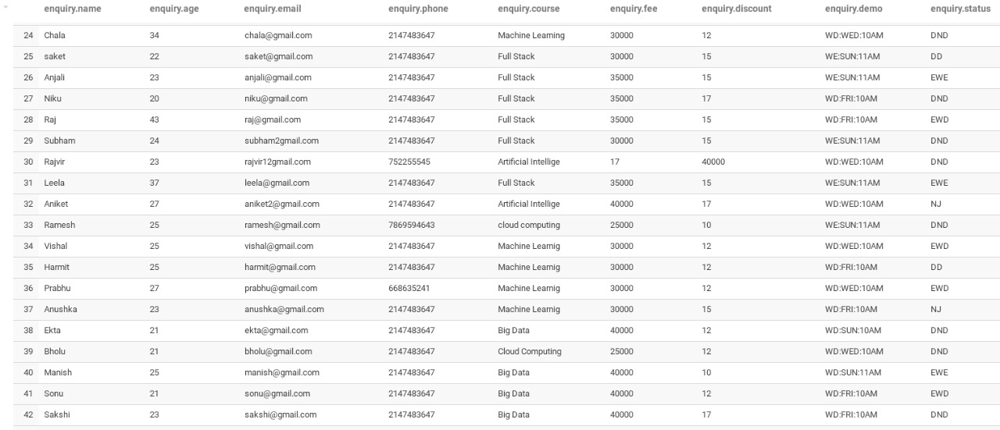 enquiry.name enquiry.age enquiry.email enquiry.phone enquiry.course enquiry.fee enquiry.discount enquiry.demo enquiry.status
24 Chala 34 chala@gmail.com 2147483647 Machine Learning 30000 12 WD:WED:10AM DND
25 saket 22 saket@gmail.com 2147483647 Full Stack 30000 15 WE:SUN:11AM DD
26 Anjali 23 anjali@gmail.com 2147483647 Full Stack 35000 15 WE:SUN:11AM EWE
27 Niku 20 niku@gmail.com 2147483647 Full Stack 35000 17 WD:FRI:10AM DND
28 Raj 43 raj@gmail.com 2147483647 Full Stack 35000 15 WD:FRI:10AM EWD
29 Subham 24 subham2gmail.com 2147483647 Full Stack 30000 15 WE:SUN:11AM DND
30 Rajvir 23 rajvir12gmail.com 752255545 Artificial Intellige 17 40000 WD:WED:10AM DND
31 Leela 37 leela@gmail.com 2147483647 Full Stack 35000 15 WE:SUN:11AM EWE
32 Aniket 27 aniket2@gmail.com 2147483647 Artificial Intellige 40000 17 WD:WED:10AM NJ
33 Ramesh 25 ramesh@gmail.com 7869594643 cloud computing 25000 10 WE:SUN:11AM DND
34 Vishal 25 vishal@gmail.com 2147483647 Machine Learnig 30000 12 WD:WED:10AM EWD
35 Harmit 25 harmit@gmail.com 2147483647 Machine Learnig 30000 12 WD:FRI:10AM DD
36 Prabhu 27 prabhu@gmail.com 668635241 Machine Learnig 30000 12 WD:WED:10AM EWD
37 Anushka 23 anushka@gmail.com 2147483647 Machine Learnig 30000 15 WD:FRI:10AM NJ
38 Ekta 21 ekta@gmail.com 2147483647 Big Data 40000 12 WD:SUN:10AM DND
39 Bholu 21 bholu@gmail.com 2147483647 Cloud Computing 25000 12 WD:WED:10AM DND
40 Manish 25 manish@gmail.com 2147483647 Big Data 40000 10 WD:SUN:11AM EWE
41 Sonu 21 sonu@gmail.com 2147483647 Big Data 40000 12 WD:FRI:10AM EWD
42 Sakshi 23 sakshi@gmail.com 2147483647 Big Data 40000 17 WD:FRI:10AM DND